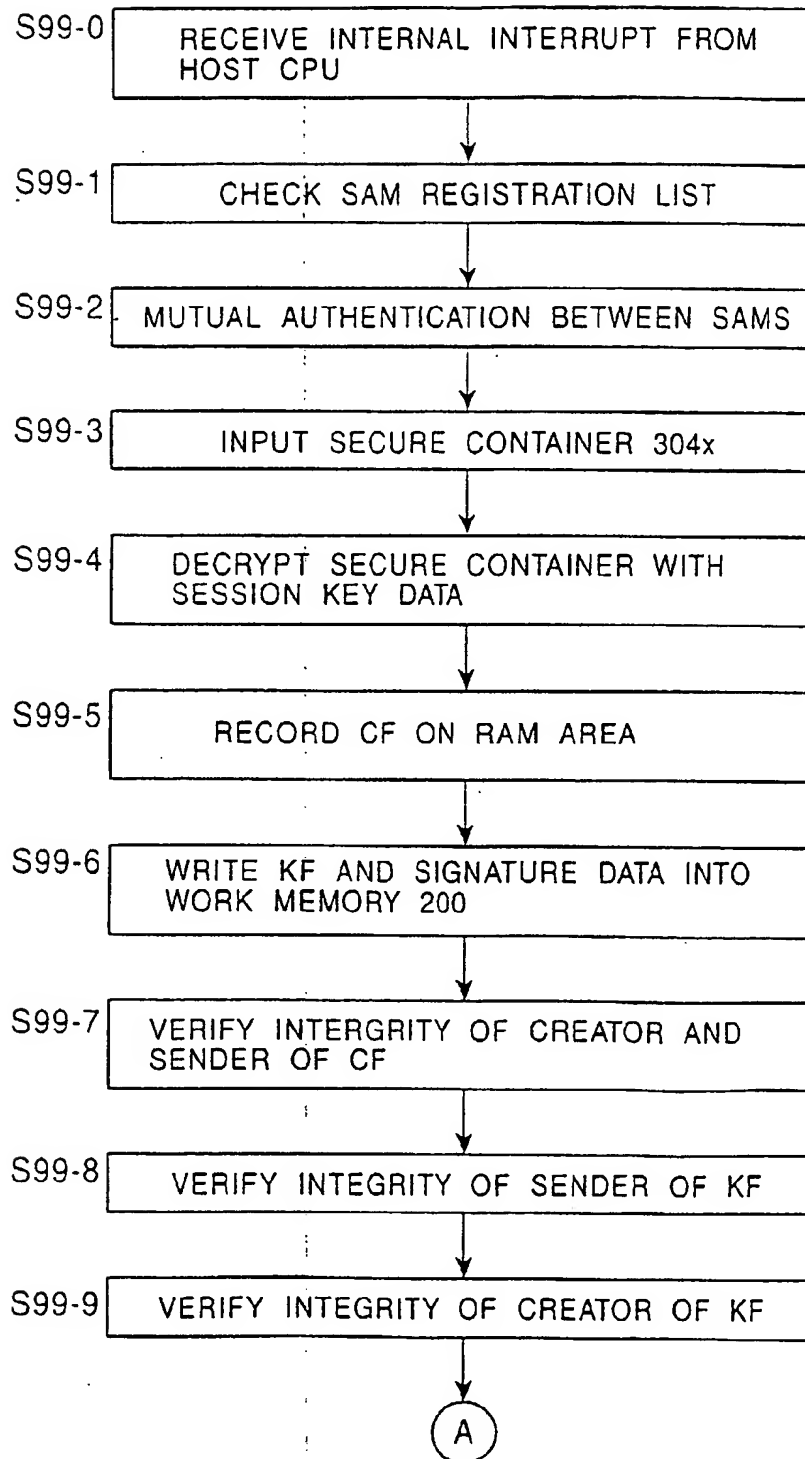 S99-0
RECEIVE INTERNAL INTERRUPT FROM
HOST CPU
S99-1
CHECK SAM REGISTRATION LIST
S99-2
MUTUAL AUTHENTICATION BETWEEN SAMS
S99-3
INPUT SECURE CONTAINER 304x
S99-4
DECRYPT SECURE CONTAINER WITH
SESSION KEY DATA
S99-5
RECORD CF ON RAM AREA
S99-6
WRITE KF AND SIGNATURE DATA INTO
WORK MEMORY 200
S99-7
VERIFY INTERGRITY OF CREATOR AND
SENDER OF CF
S99-8
VERIFY INTEGRITY OF SENDER OF KF
S99-9
VERIFY INTEGRITY OF CREATOR OF KF
A